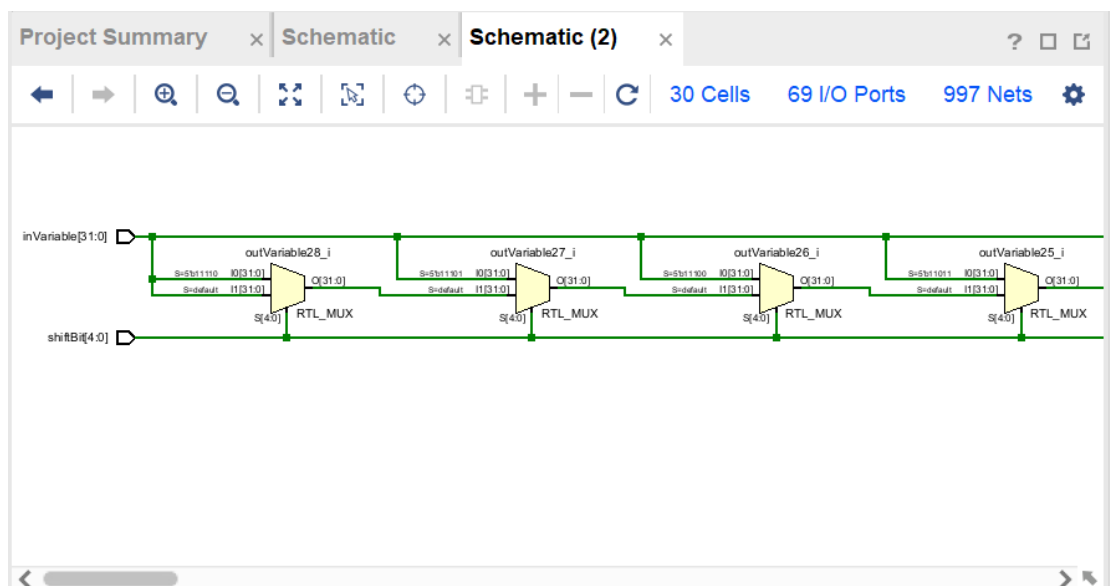 Project Summary × Schematic × Schematic (2) × ?
30 Cells 69 I/O Ports 997 Nets
inVariable[31:0]
outVariable28_i outVariable27_i outVariable26_i outVariable25_i
S=5'b11110 I0[31:0] S=5'b11101 I0[31:0] S=5'b11100 I0[31:0] S=5'b11011 I0[31:0]
O[31:0] O[31:0] O[31:0] O[31:0]
S=default I1[31:0] S=default I1[31:0] S=default I1[31:0] S=default I1[31:0]
S[4:0] RTL_MUX S[4:0] RTL_MUX S[4:0] RTL_MUX S[4:0] RTL_MUX
shiftBit[4:0]